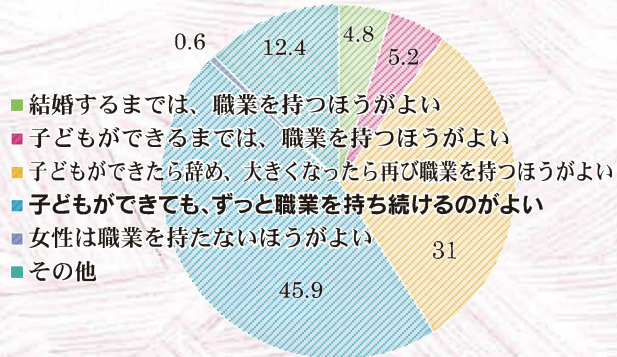 0.6
12.4
4.8
5.2
結婚するまでは、職業を持つほうがよい
子どもができるまでは、職業を持つほうがよい
子どもができたら辞め、大きくなったら再び職業を持つほうがよい
子どもができても、ずっと職業を持ち続けるのがよい
女性は職業を持たないほうがよい
その他
31
45.9